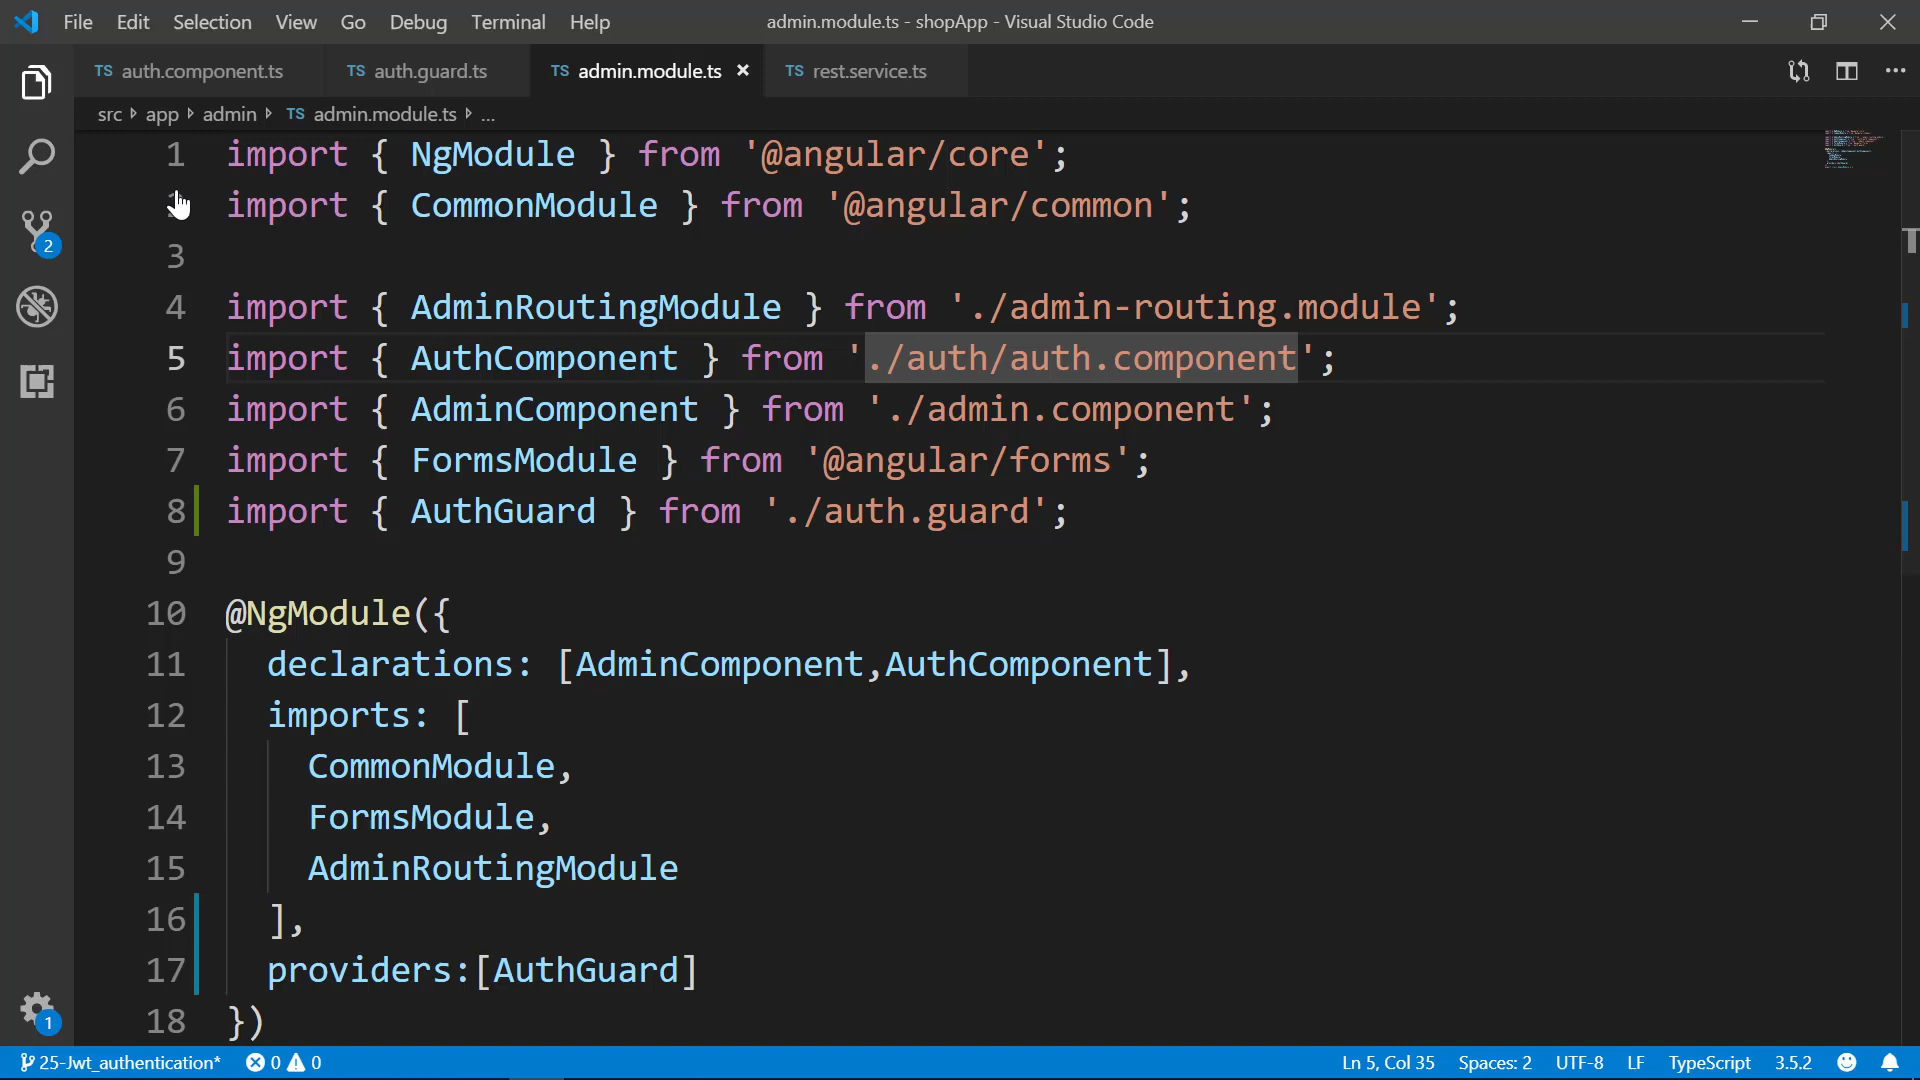 File Edit Selection View Go Debug Terminal Help admin.module.ts - shopApp - Visual Studio Code
TS auth.component.ts TS auth.guard.ts TS admin.module.ts × TS rest.service.ts
src app admin TS admin.module.ts ...
1 import { NgModule } from '@angular/core';
import { CommonModule } from '@angular/common';
3
4 import { AdminRoutingModule } from './admin-routing.module';
5 import { AuthComponent } from './auth/auth.component';
6 import { AdminComponent } from './admin.component';
7 import { FormsModule } from '@angular/forms';
8 import { AuthGuard } from './auth.guard';
9
10 @NgModule({
11 declarations: [AdminComponent,AuthComponent],
12 imports: [
13 CommonModule,
14 FormsModule,
15 AdminRoutingModule
16 ],
17 providers:[AuthGuard]
18 })
2
1
25-Jwt_authentication* 0 0 Ln 5, Col 35 Spaces: 2 UTF-8 LF TypeScript 3.5.2